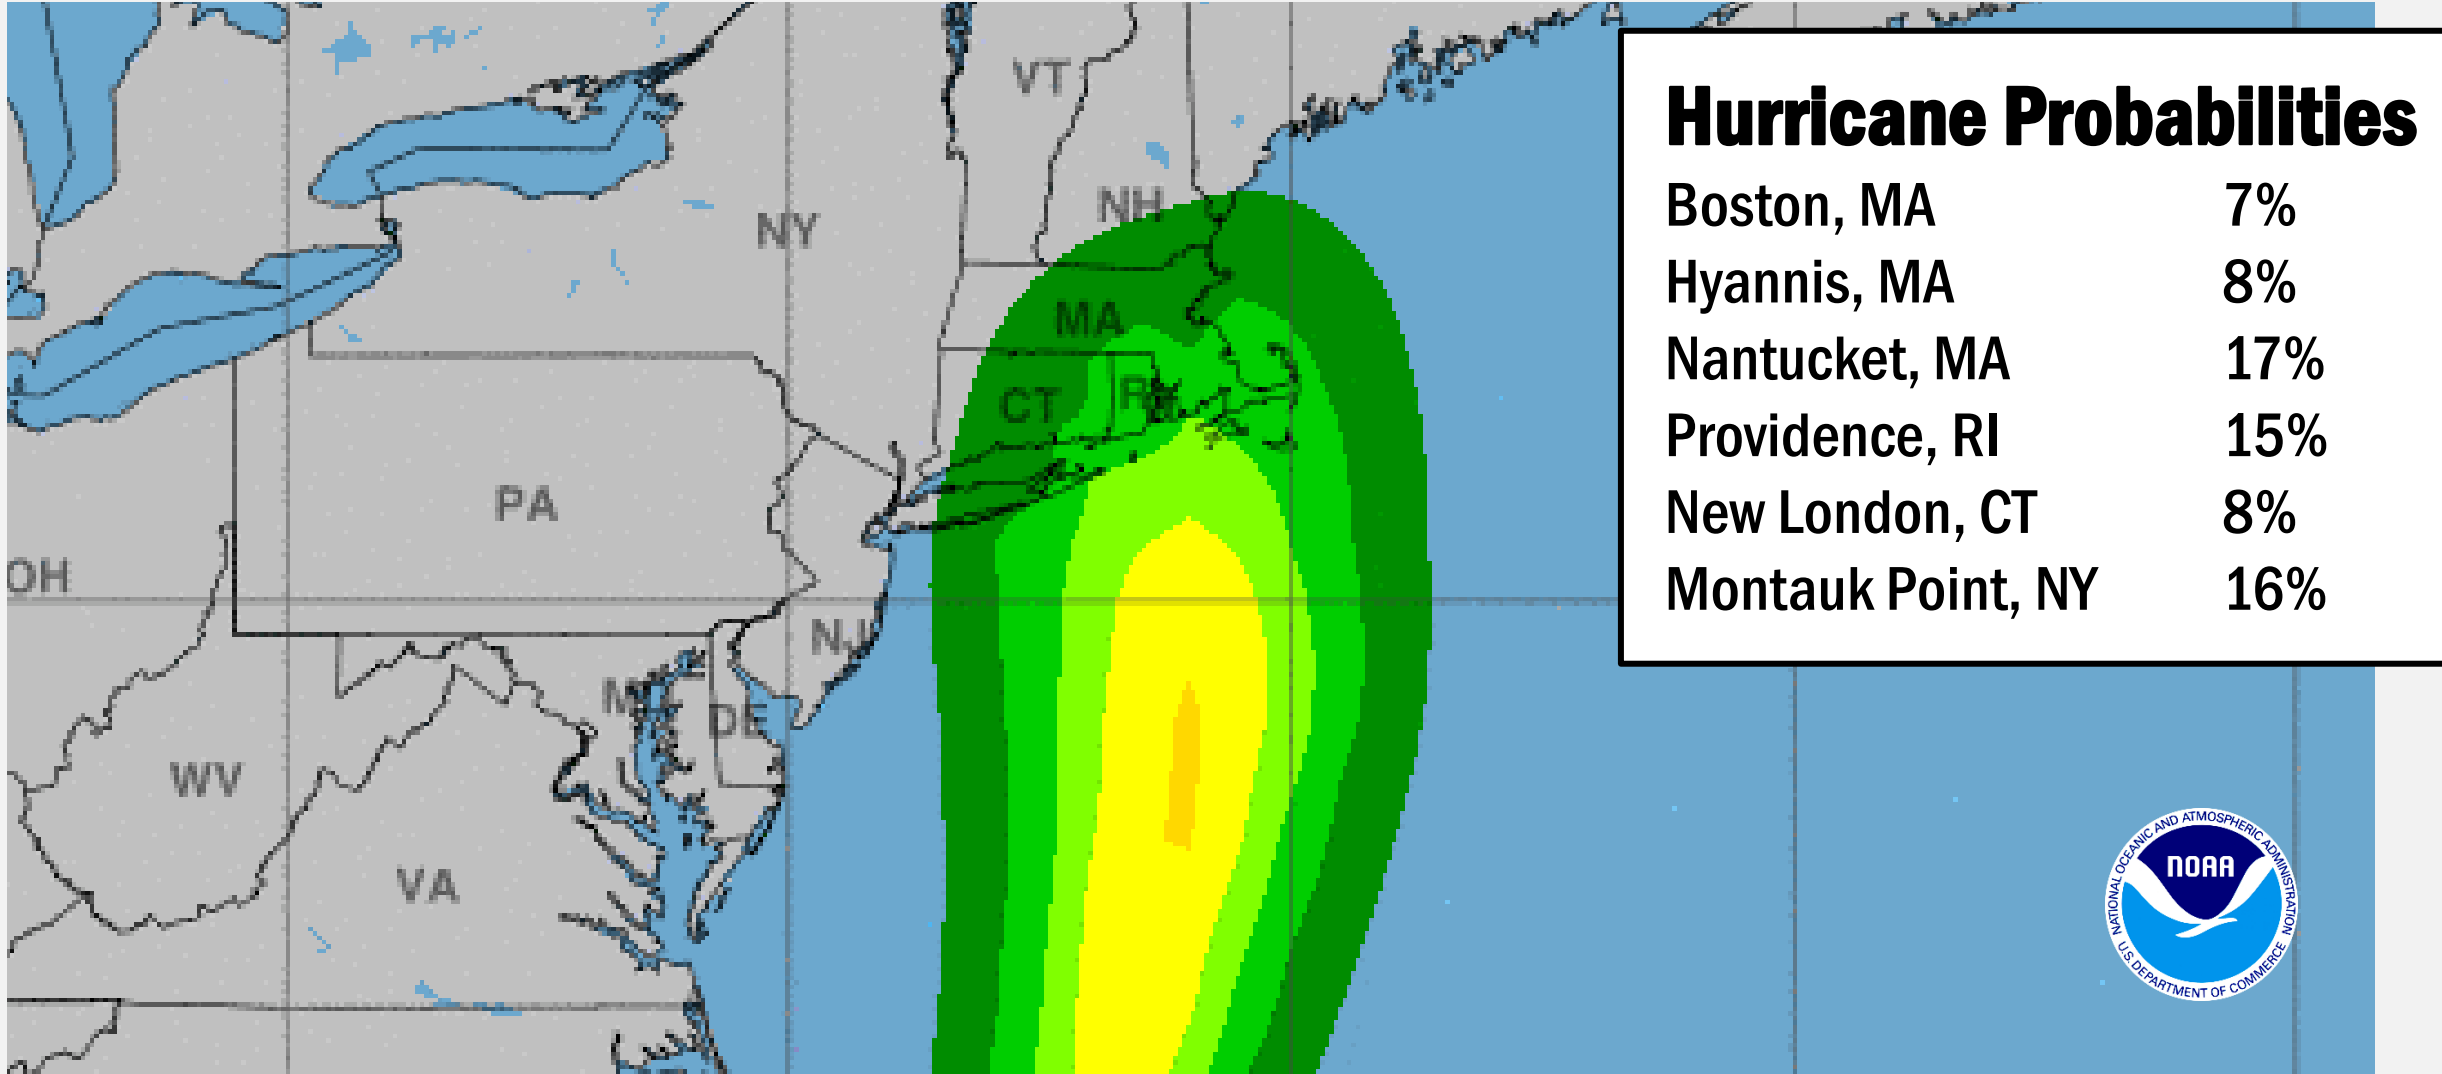 Hurricane Probabilities
Boston, MA 7%
Hyannis, MA 8%
Nantucket, MA 17%
Providence, RI 15%
New London, CT 8%
Montauk Point, NY 16%
VT
NH
NY
MA
CT
RI
PA
OH
NJ
MD
DE
WV
VA
NATIONAL OCEANIC AND ATMOSPHERIC ADMINISTRATION
NOAA
U.S. DEPARTMENT OF COMMERCE